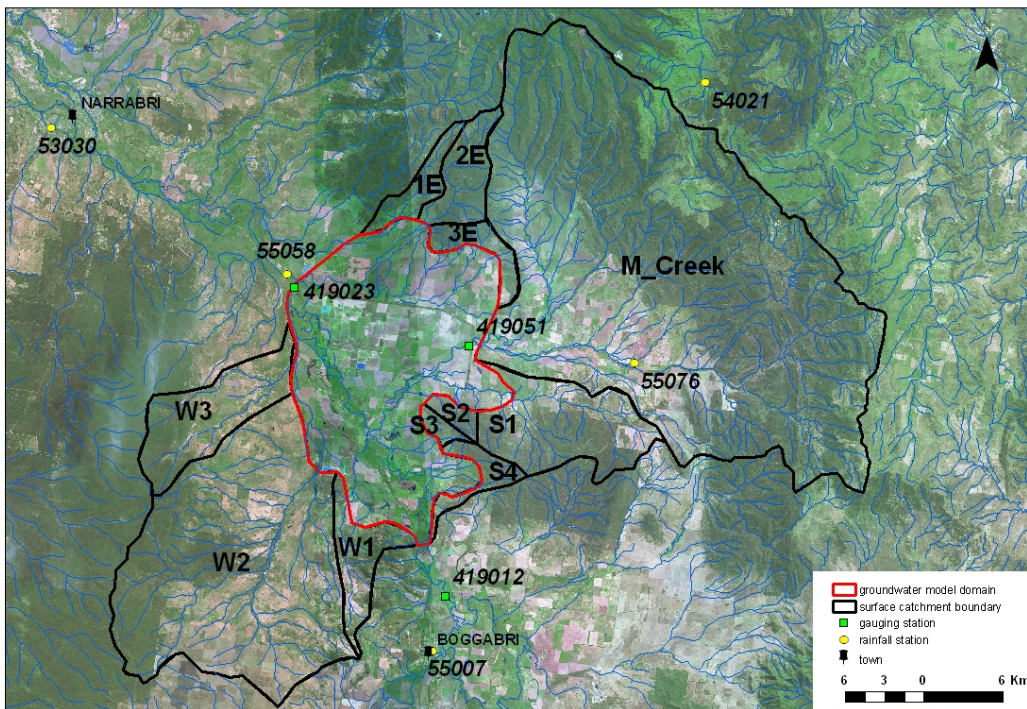 54021
NARRABRI
53030
2E
1E
3E
55058
M_Creek
419023
419051
55076
W3
S2
S3
S1
S4
W2
W1
419012
BOGGABRI
55007
groundwater model domain
surface catchment boundary
gauging station
rainfall station
town
6 3 0 6 Km